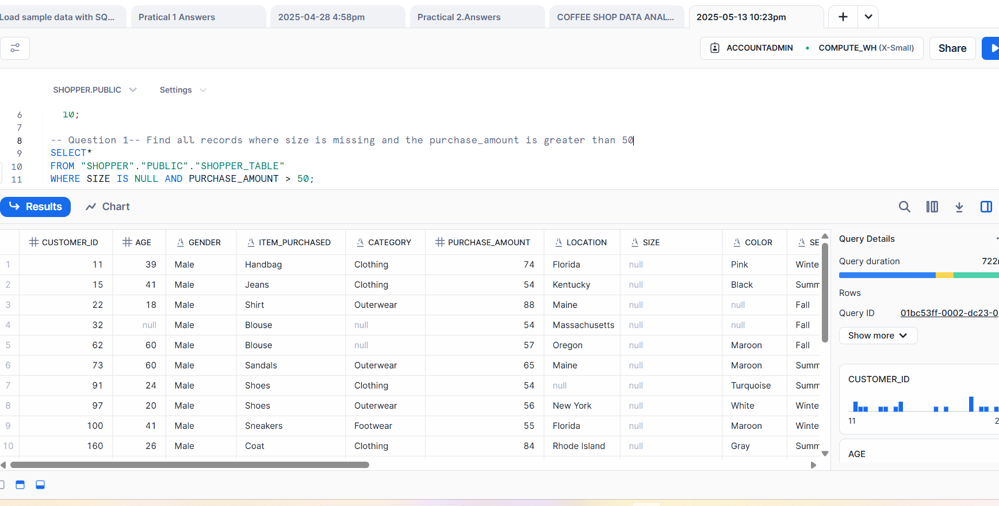 Load sample data with SQ... Pratical 1 Answers 2025-04-28 4:58pm Practical 2.Answers COFFEE SHOP DATA ANAL... 2025-05-13 10:23pm
ACCOUNTADMIN COMPUTE_WH (X-Small) Share
SHOPPER.PUBLIC Settings
6 10;
7
8 -- Question 1-- Find all records where size is missing and the purchase_amount is greater than 50
9 SELECT*
10 FROM "SHOPPER"."PUBLIC"."SHOPPER_TABLE"
11 WHERE SIZE IS NULL AND PURCHASE_AMOUNT > 50;
Results Chart
CUSTOMER_ID AGE GENDER ITEM_PURCHASED CATEGORY PURCHASE_AMOUNT LOCATION SIZE COLOR SE
1 11 39 Male Handbag Clothing 74 Florida null Pink Winte
2 15 41 Male Jeans Clothing 54 Kentucky null Black Summ
3 22 18 Male Shirt Outerwear 88 Maine null null Fall
4 32 null Male Blouse null 54 Massachusetts null null Fall
5 62 60 Male Blouse null 57 Oregon null Maroon Fall
6 73 60 Male Sandals Outerwear 65 Maine null Maroon Summ
7 91 24 Male Shoes Clothing 54 null null Turquoise Summ
8 97 20 Male Shoes Outerwear 56 New York null White Winte
9 100 41 Male Sneakers Footwear 55 Florida null Maroon Winte
10 160 26 Male Coat Clothing 84 Rhode Island null Gray Summ
Query Details
Query duration 722
Rows
Query ID 01bc53ff-0002-dc23-0
Show more
CUSTOMER_ID
11 2
AGE